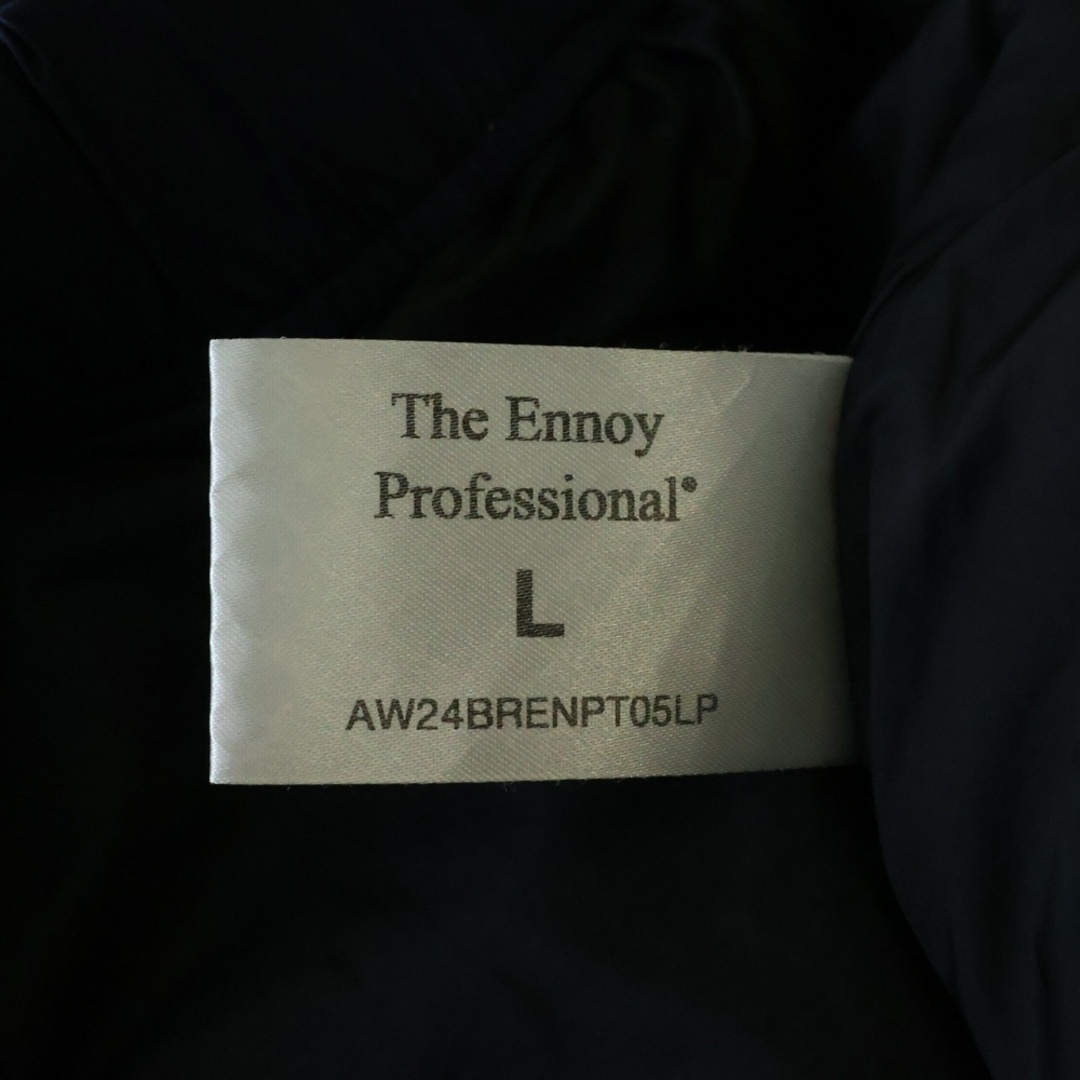 The Ennoy
Professional®
L
AW24BRENPT05LP